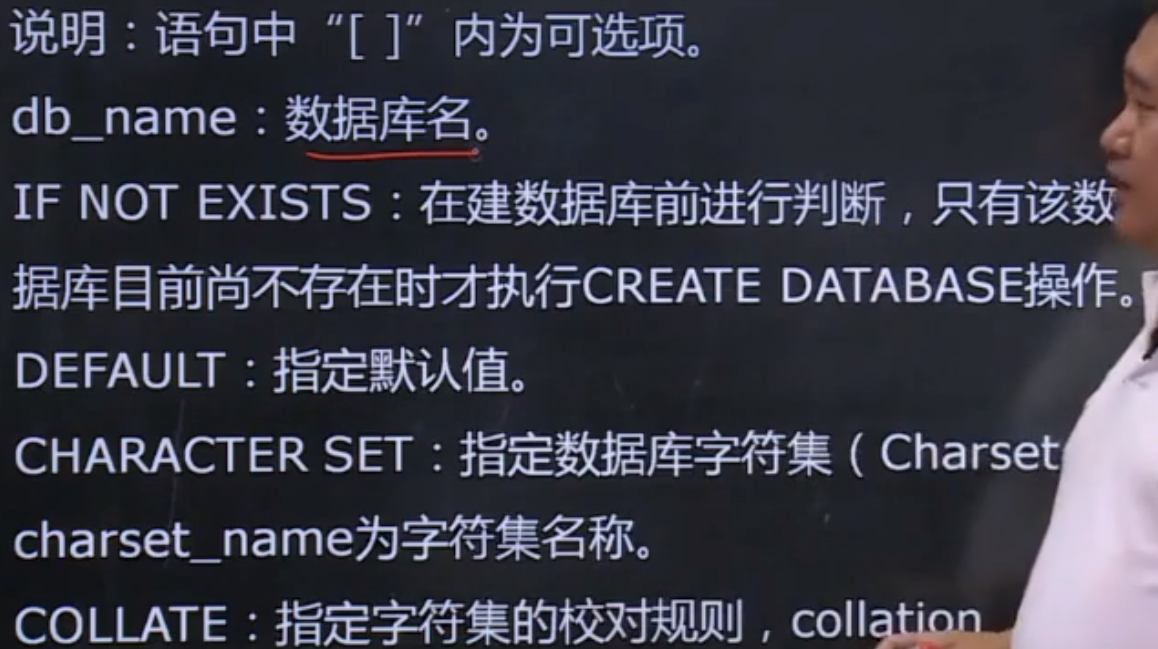 说明：语句中“[ ]”内为可选项。
db_name：数据库名。
IF NOT EXISTS：在建数据库前进行判断，只有该数
据库目前尚不存在时才执行CREATE DATABASE操作。
DEFAULT：指定默认值。
CHARACTER SET：指定数据库字符集（Charset
charset_name为字符集名称。
COLLATE：指定字符集的校对规则，collation